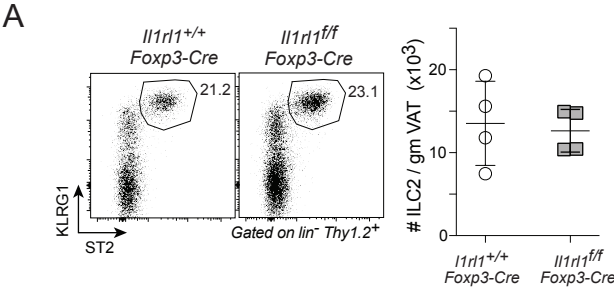 A
Il1rl1+/+
Foxp3-Cre
Il1rl1f/f
Foxp3-Cre
21.2
23.1
KLRG1
ST2
Gated on lin- Thy1.2+
# ILC2 / gm VAT (x10³)
20
10
0
l1rl1+/+
Foxp3-Cre
Il1rl1f/f
Foxp3-Cre